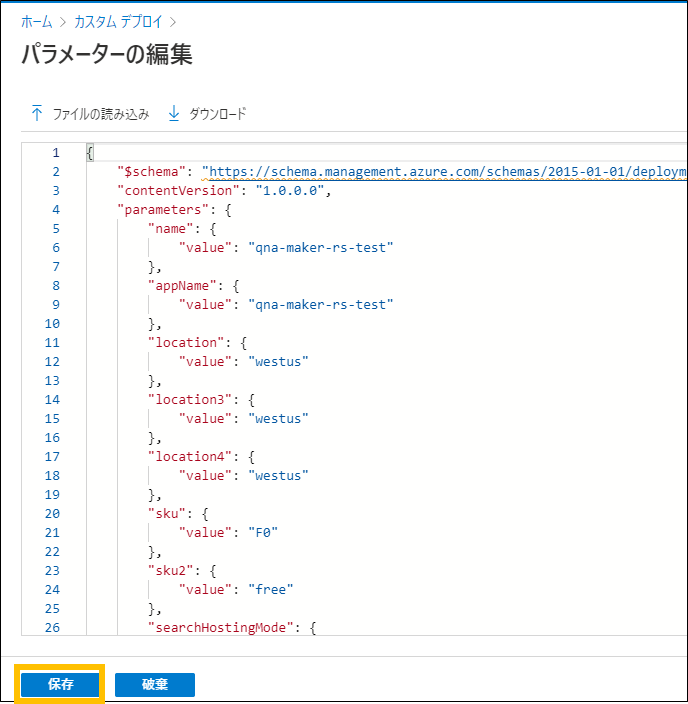 ホーム > カスタム デプロイ >
パラメーターの編集
ファイルの読み込み ダウンロード
1 {
2 "$schema": "https://schema.management.azure.com/schemas/2015-01-01/deploym
3 "contentVersion": "1.0.0.0",
4 "parameters": {
5 "name": {
6 "value": "qna-maker-rs-test"
7 },
8 "appName": {
9 "value": "qna-maker-rs-test"
10 },
11 "location": {
12 "value": "westus"
13 },
14 "location3": {
15 "value": "westus"
16 },
17 "location4": {
18 "value": "westus"
19 },
20 "sku": {
21 "value": "F0"
22 },
23 "sku2": {
24 "value": "free"
25 },
26 "searchHostingMode": {
保存 破棄